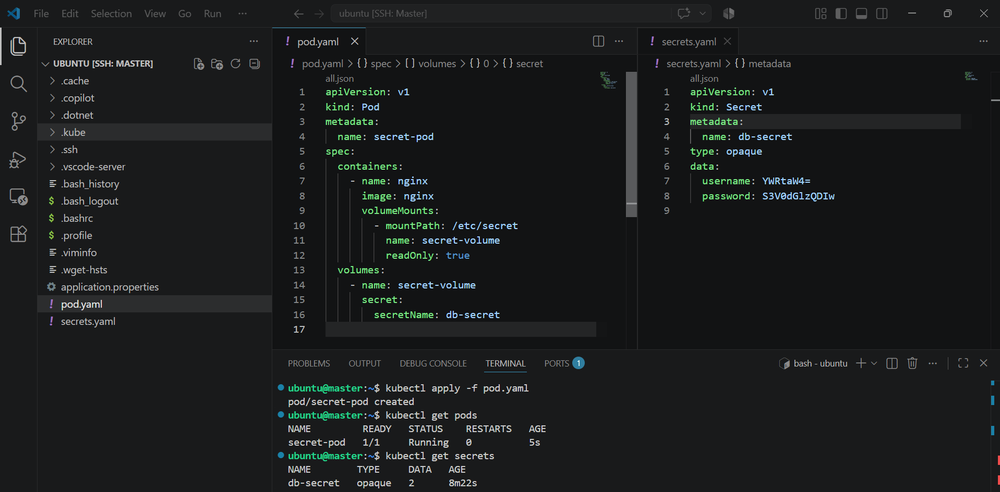 File Edit Selection View Go Run ···
ubuntu [SSH: Master]
EXPLORER
UBUNTU [SSH: MASTER]
.cache
.copilot
.dotnet
.kube
.ssh
.vscode-server
.bash_history
$ .bash_logout
$ .bashrc
$ .profile
.viminfo
.wget-hsts
application.properties
! pod.yaml
! secrets.yaml
! pod.yaml
! pod.yaml > { } spec > [ ] volumes > { } 0 > { } secret
all.json
1 apiVersion: v1
2 kind: Pod
3 metadata:
4 name: secret-pod
5 spec:
6 containers:
7 - name: nginx
8 image: nginx
9 volumeMounts:
10 - mountPath: /etc/secret
11 name: secret-volume
12 readOnly: true
13 volumes:
14 - name: secret-volume
15 secret:
16 secretName: db-secret
17
! secrets.yaml
! secrets.yaml > { } metadata
all.json
1 apiVersion: v1
2 kind: Secret
3 metadata:
4 name: db-secret
5 type: opaque
6 data:
7 username: YWRtaW4=
8 password: S3V0dGlzQDIw
9
PROBLEMS OUTPUT DEBUG CONSOLE TERMINAL PORTS 1
bash - ubuntu
ubuntu@master:~$ kubectl apply -f pod.yaml
pod/secret-pod created
ubuntu@master:~$ kubectl get pods
NAME READY STATUS RESTARTS AGE
secret-pod 1/1 Running 0 5s
ubuntu@master:~$ kubectl get secrets
NAME TYPE DATA AGE
db-secret opaque 2 8m22s